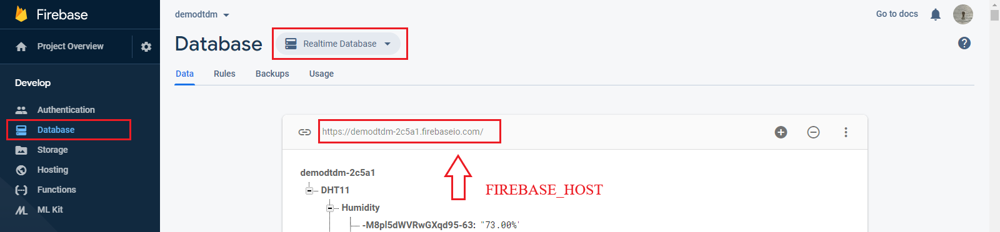 Firebase
Project Overview
Develop
Authentication
Database
Storage
Hosting
Functions
ML Kit
demodtdm
Go to docs
Database
Realtime Database
Data Rules Backups Usage
https://demodtdm-2c5a1.firebaseio.com/
FIREBASE_HOST
demodtdm-2c5a1
DHT11
Humidity
-M8pl5dWVRwGXqd95-63: "73.00%"